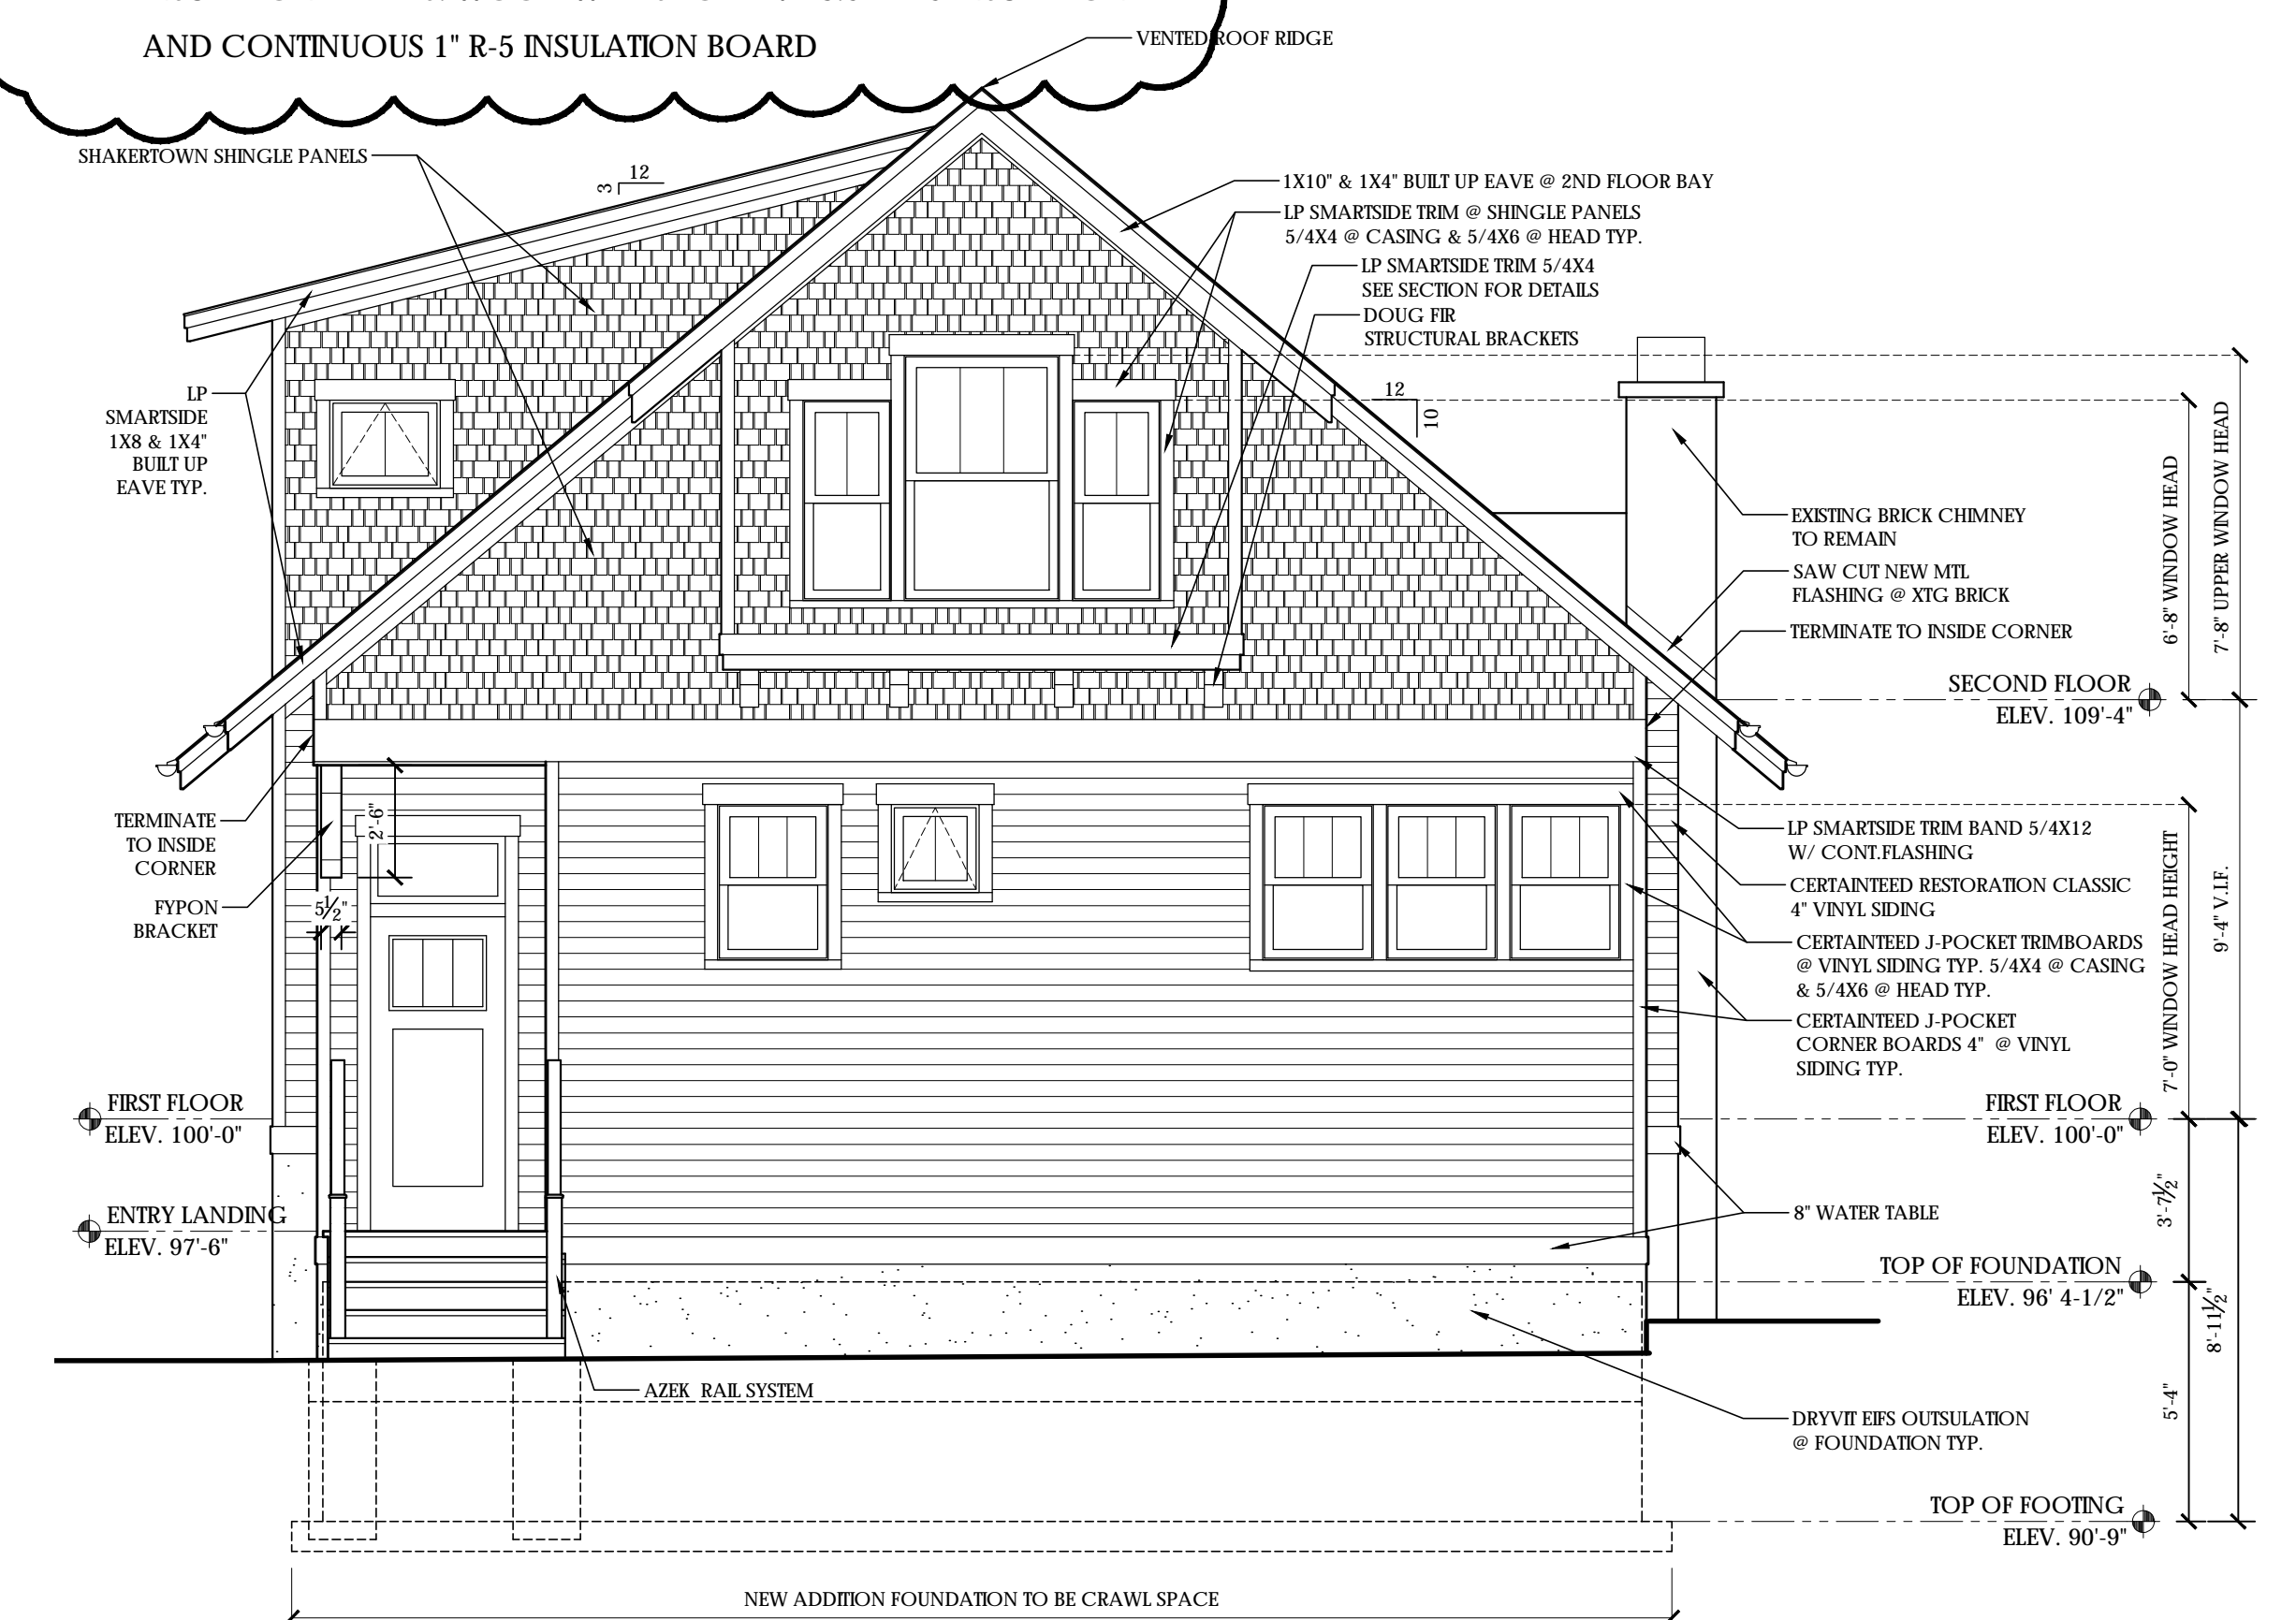 AND CONTINUOUS 1" R-5 INSULATION BOARD
VENTED ROOF RIDGE
SHAKERTOWN SHINGLE PANELS
12
3
1X10" & 1X4" BUILT UP EAVE @ 2ND FLOOR BAY
LP SMARTSIDE TRIM @ SHINGLE PANELS
5/4X4 @ CASING & 5/4X6 @ HEAD TYP.
LP SMARTSIDE TRIM 5/4X4
SEE SECTION FOR DETAILS
DOUG FIR
STRUCTURAL BRACKETS
LP
SMARTSIDE
1X8 & 1X4"
BUILT UP
EAVE TYP.
12
10
6'-8" WINDOW HEAD
7'-8" UPPER WINDOW HEAD
EXISTING BRICK CHIMNEY
TO REMAIN
SAW CUT NEW MTL
FLASHING @ XTG BRICK
TERMINATE TO INSIDE CORNER
SECOND FLOOR
ELEV. 109'-4"
TERMINATE
TO INSIDE
CORNER
2'-6"
FYPON
BRACKET
5½"
LP SMARTSIDE TRIM BAND 5/4X12
W/ CONT.FLASHING
CERTAINTEED RESTORATION CLASSIC
4" VINYL SIDING
CERTAINTEED J-POCKET TRIMBOARDS
@ VINYL SIDING TYP. 5/4X4 @ CASING
& 5/4X6 @ HEAD TYP.
CERTAINTEED J-POCKET
CORNER BOARDS 4" @ VINYL
SIDING TYP.
7'-0" WINDOW HEAD HEIGHT
9'-4" V.I.F.
FIRST FLOOR
ELEV. 100'-0"
FIRST FLOOR
ELEV. 100'-0"
ENTRY LANDING
ELEV. 97'-6"
8" WATER TABLE
3'-7½"
TOP OF FOUNDATION
ELEV. 96' 4-1/2"
8'-11½"
AZEK RAIL SYSTEM
DRYVIT EIFS OUTSULATION
@ FOUNDATION TYP.
5'-4"
TOP OF FOOTING
ELEV. 90'-9"
NEW ADDITION FOUNDATION TO BE CRAWL SPACE